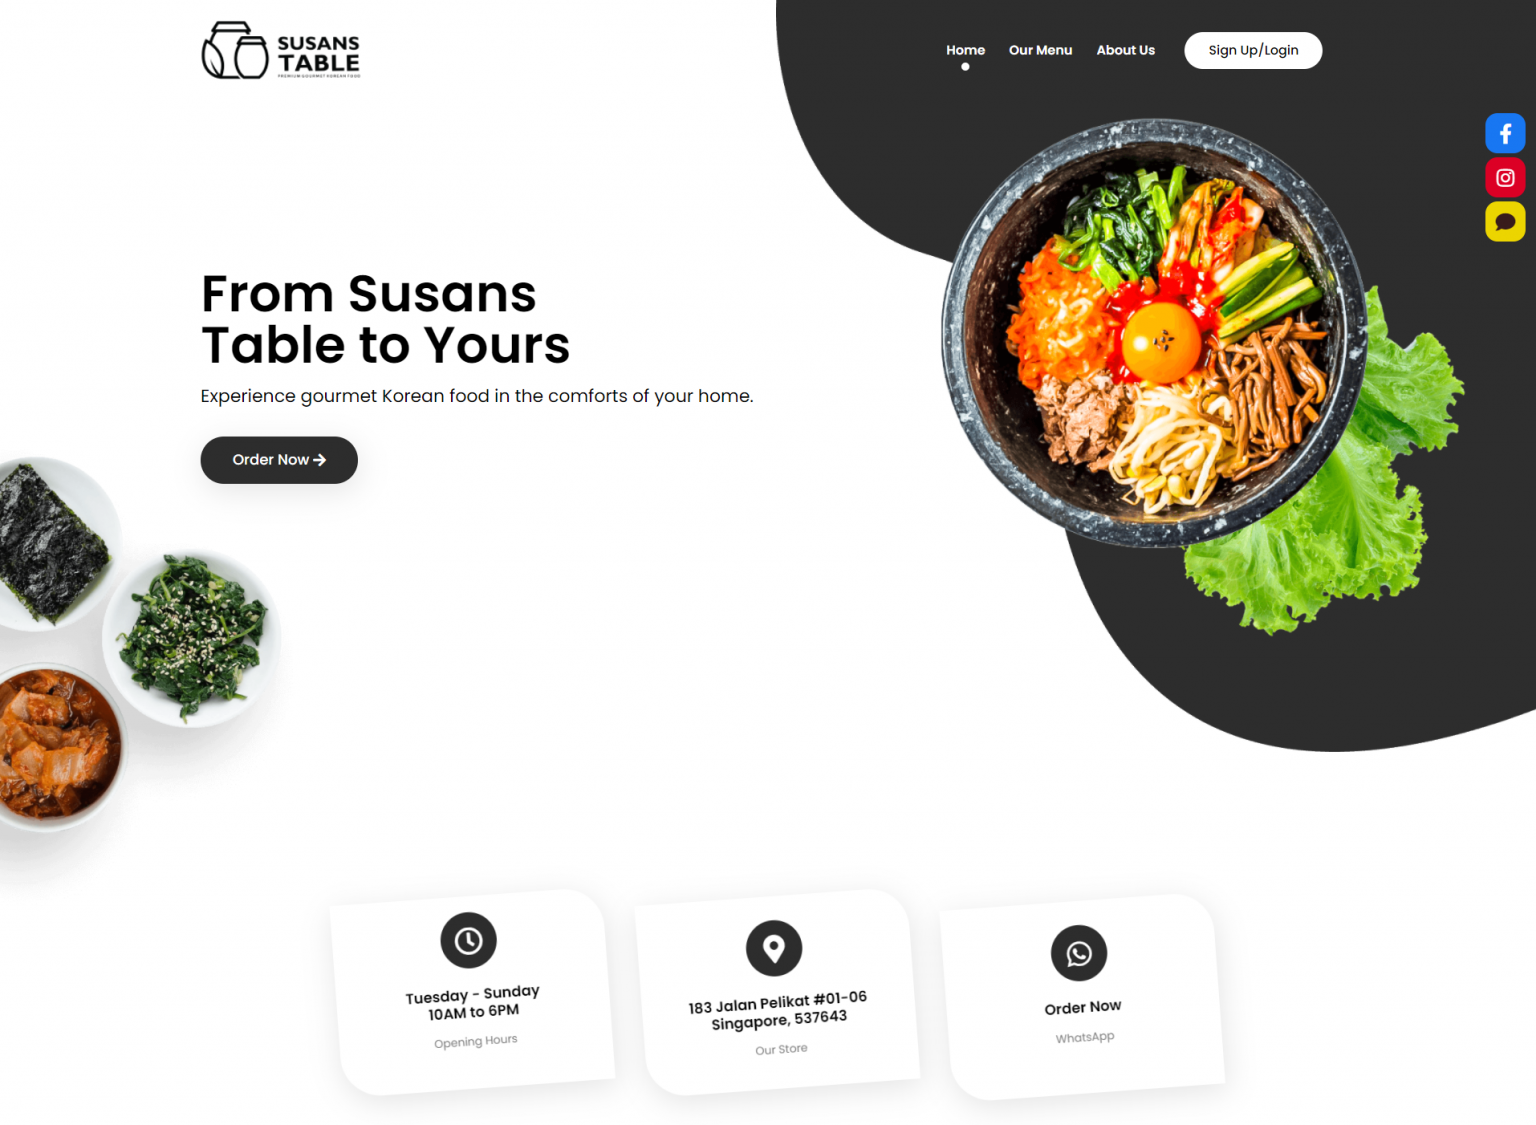 SUSANS
TABLE
PREMIUM GOURMET KOREAN FOOD
Home
Our Menu
About Us
Sign Up/Login
From Susans
Table to Yours
Experience gourmet Korean food in the comforts of your home.
Order Now
Tuesday - Sunday
10AM to 6PM
Opening Hours
183 Jalan Pelikat #01-06
Singapore, 537643
Our Store
Order Now
WhatsApp